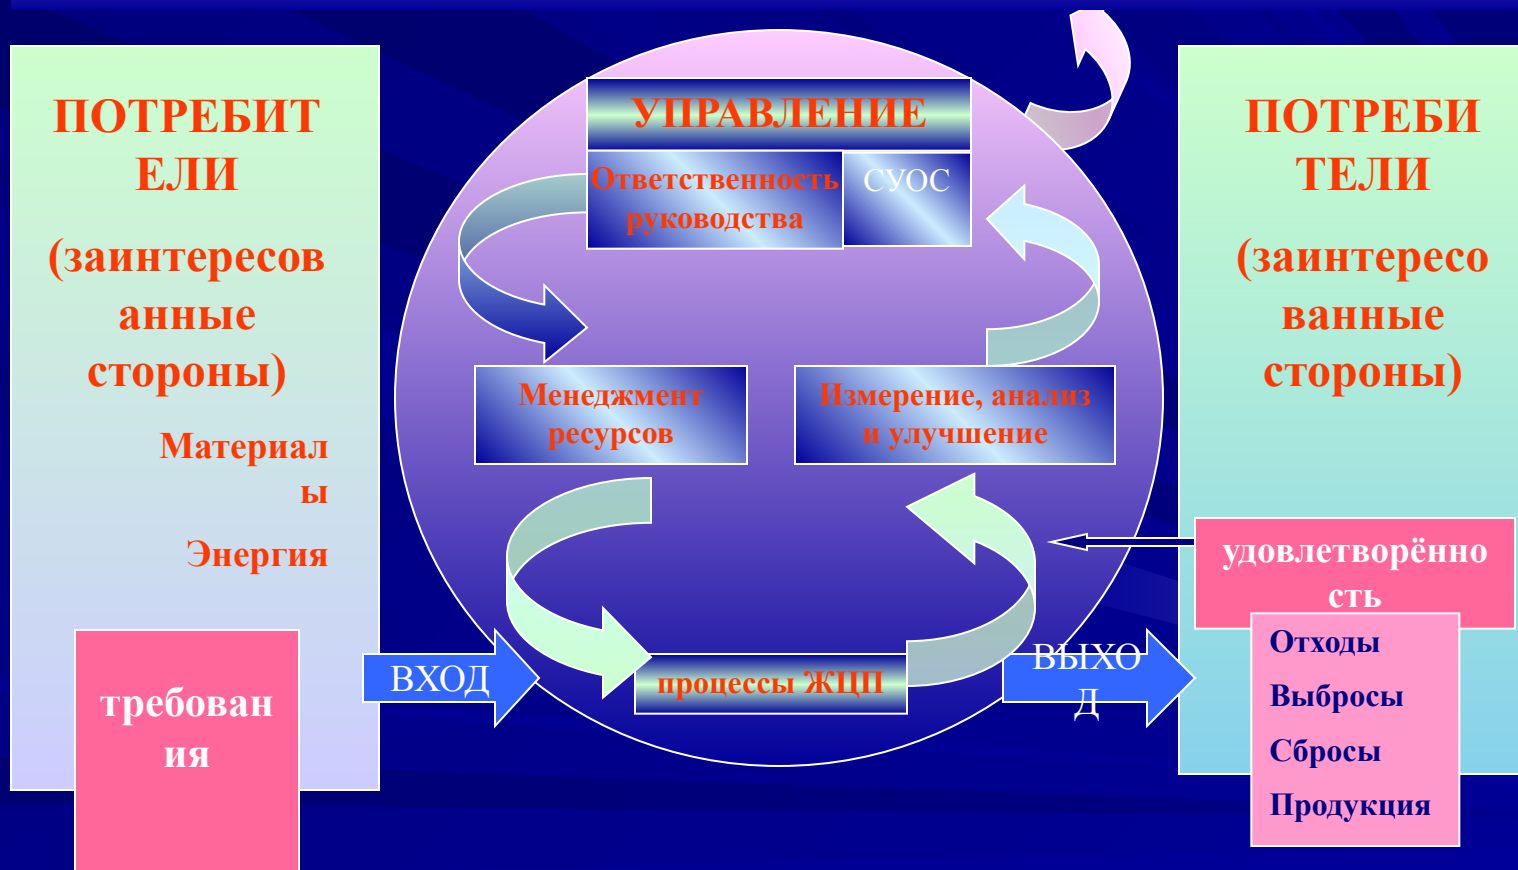 ПОТРЕБИТ
ЕЛИ
(заинтересов
анные
стороны)
Материал
ы
Энергия
требован
ия
ВХОД
УПРАВЛЕНИЕ
Ответственность
руководства
СУОС
Менеджмент
ресурсов
Измерение, анализ
и улучшение
процессы ЖЦП
ВЫХО
Д
ПОТРЕБИ
ТЕЛИ
(заинтересо
ванные
стороны)
удовлетворённо
сть
Отходы
Выбросы
Сбросы
Продукция